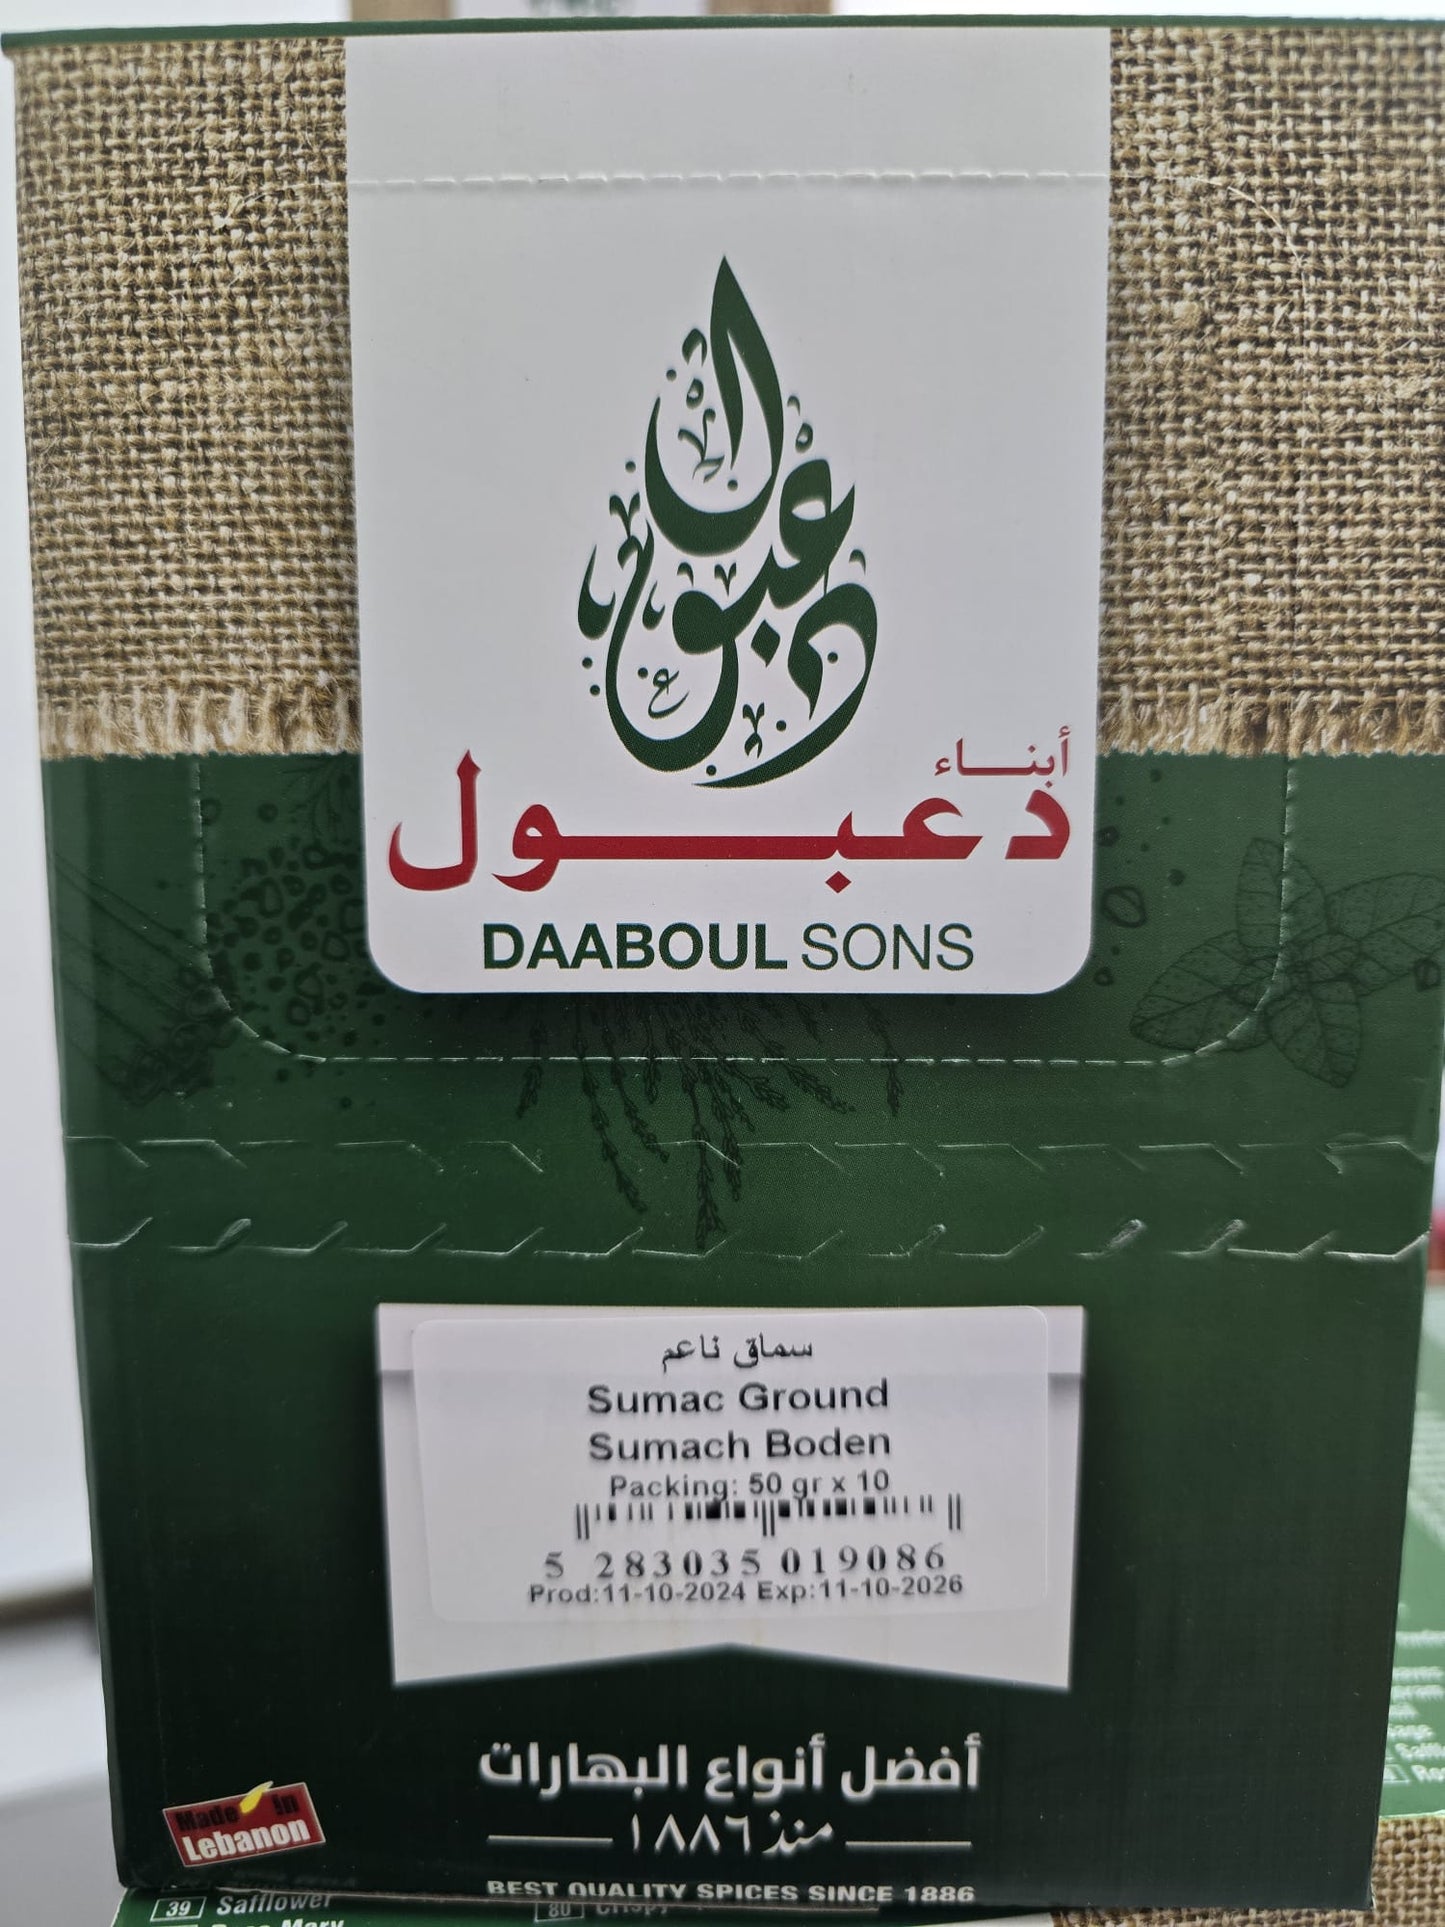 دعبول
أبناء
دعبول
DAABOUL SONS
سماق ناعم
Sumac Ground
Sumach Boden
Packing: 50 gr x 10
5 283035 019086
Prod:11-10-2024 Exp:11-10-2026
أفضل أنواع البهارات
منذ ١٨٨٦
Made in
Lebanon
BEST QUALITY SPICES SINCE 1886
39 Safflower
80 Crispy